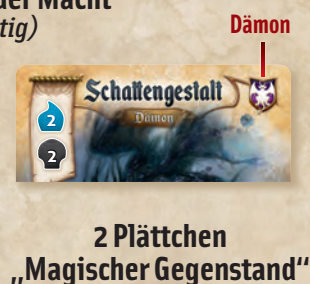 der Macht
tig)
Dämon
Schattengestalt
Dämon
2
2
2 Plättchen
„Magischer Gegenstand“